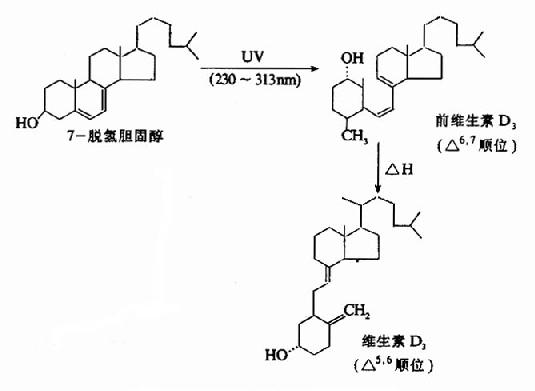 UV
(230～313nm)
HO
7-脱氢胆固醇
OH
CH₃
前维生素 D₃
(△⁶,⁷ 顺位)
△H
CH₂
HO
维生素 D₃
(△⁵,⁶ 顺位)